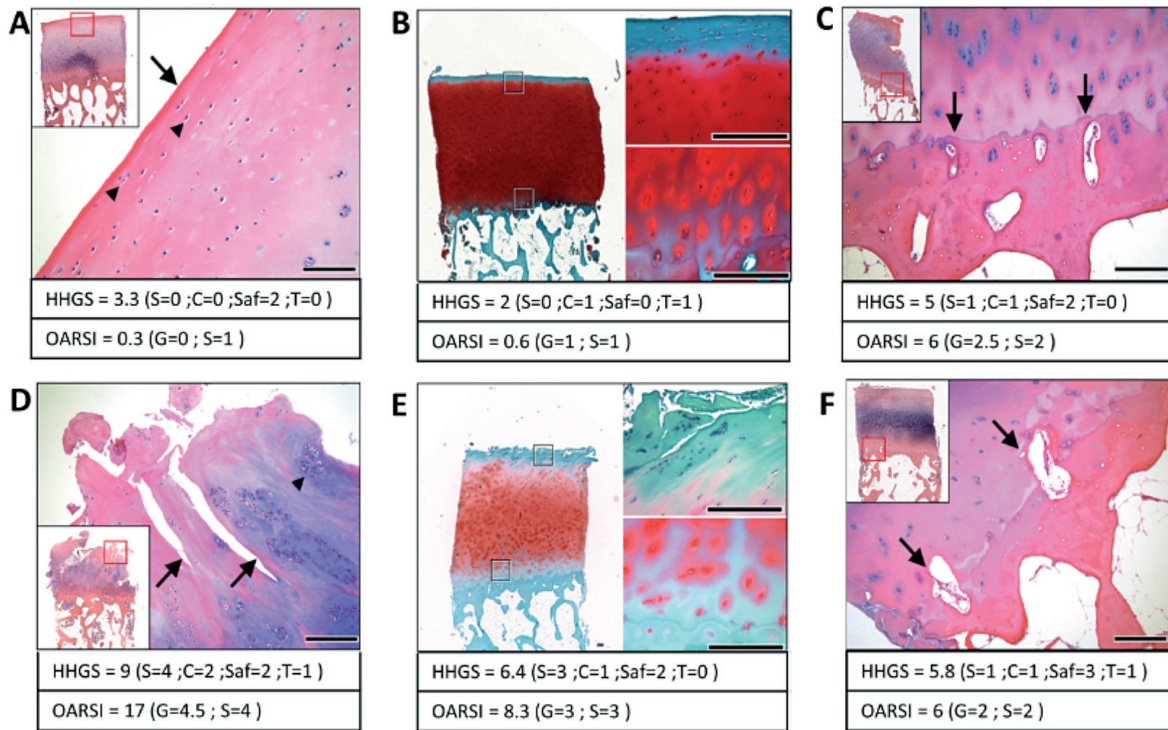 A
B
C
HHGS = 3.3 (S=0 ;C=0 ;Saf=2 ;T=0)
OARSI = 0.3 (G=0 ; S=1 )
HHGS = 2 (S=0 ;C=1 ;Saf=0 ;T=1)
OARSI = 0.6 (G=1 ; S=1 )
HHGS = 5 (S=1 ;C=1 ;Saf=2 ;T=0)
OARSI = 6 (G=2.5 ; S=2 )
D
E
F
HHGS = 9 (S=4 ;C=2 ;Saf=2 ;T=1)
OARSI = 17 (G=4.5 ; S=4 )
HHGS = 6.4 (S=3 ;C=1 ;Saf=2 ;T=0)
OARSI = 8.3 (G=3 ; S=3 )
HHGS = 5.8 (S=1 ;C=1 ;Saf=3 ;T=1)
OARSI = 6 (G=2 ; S=2 )